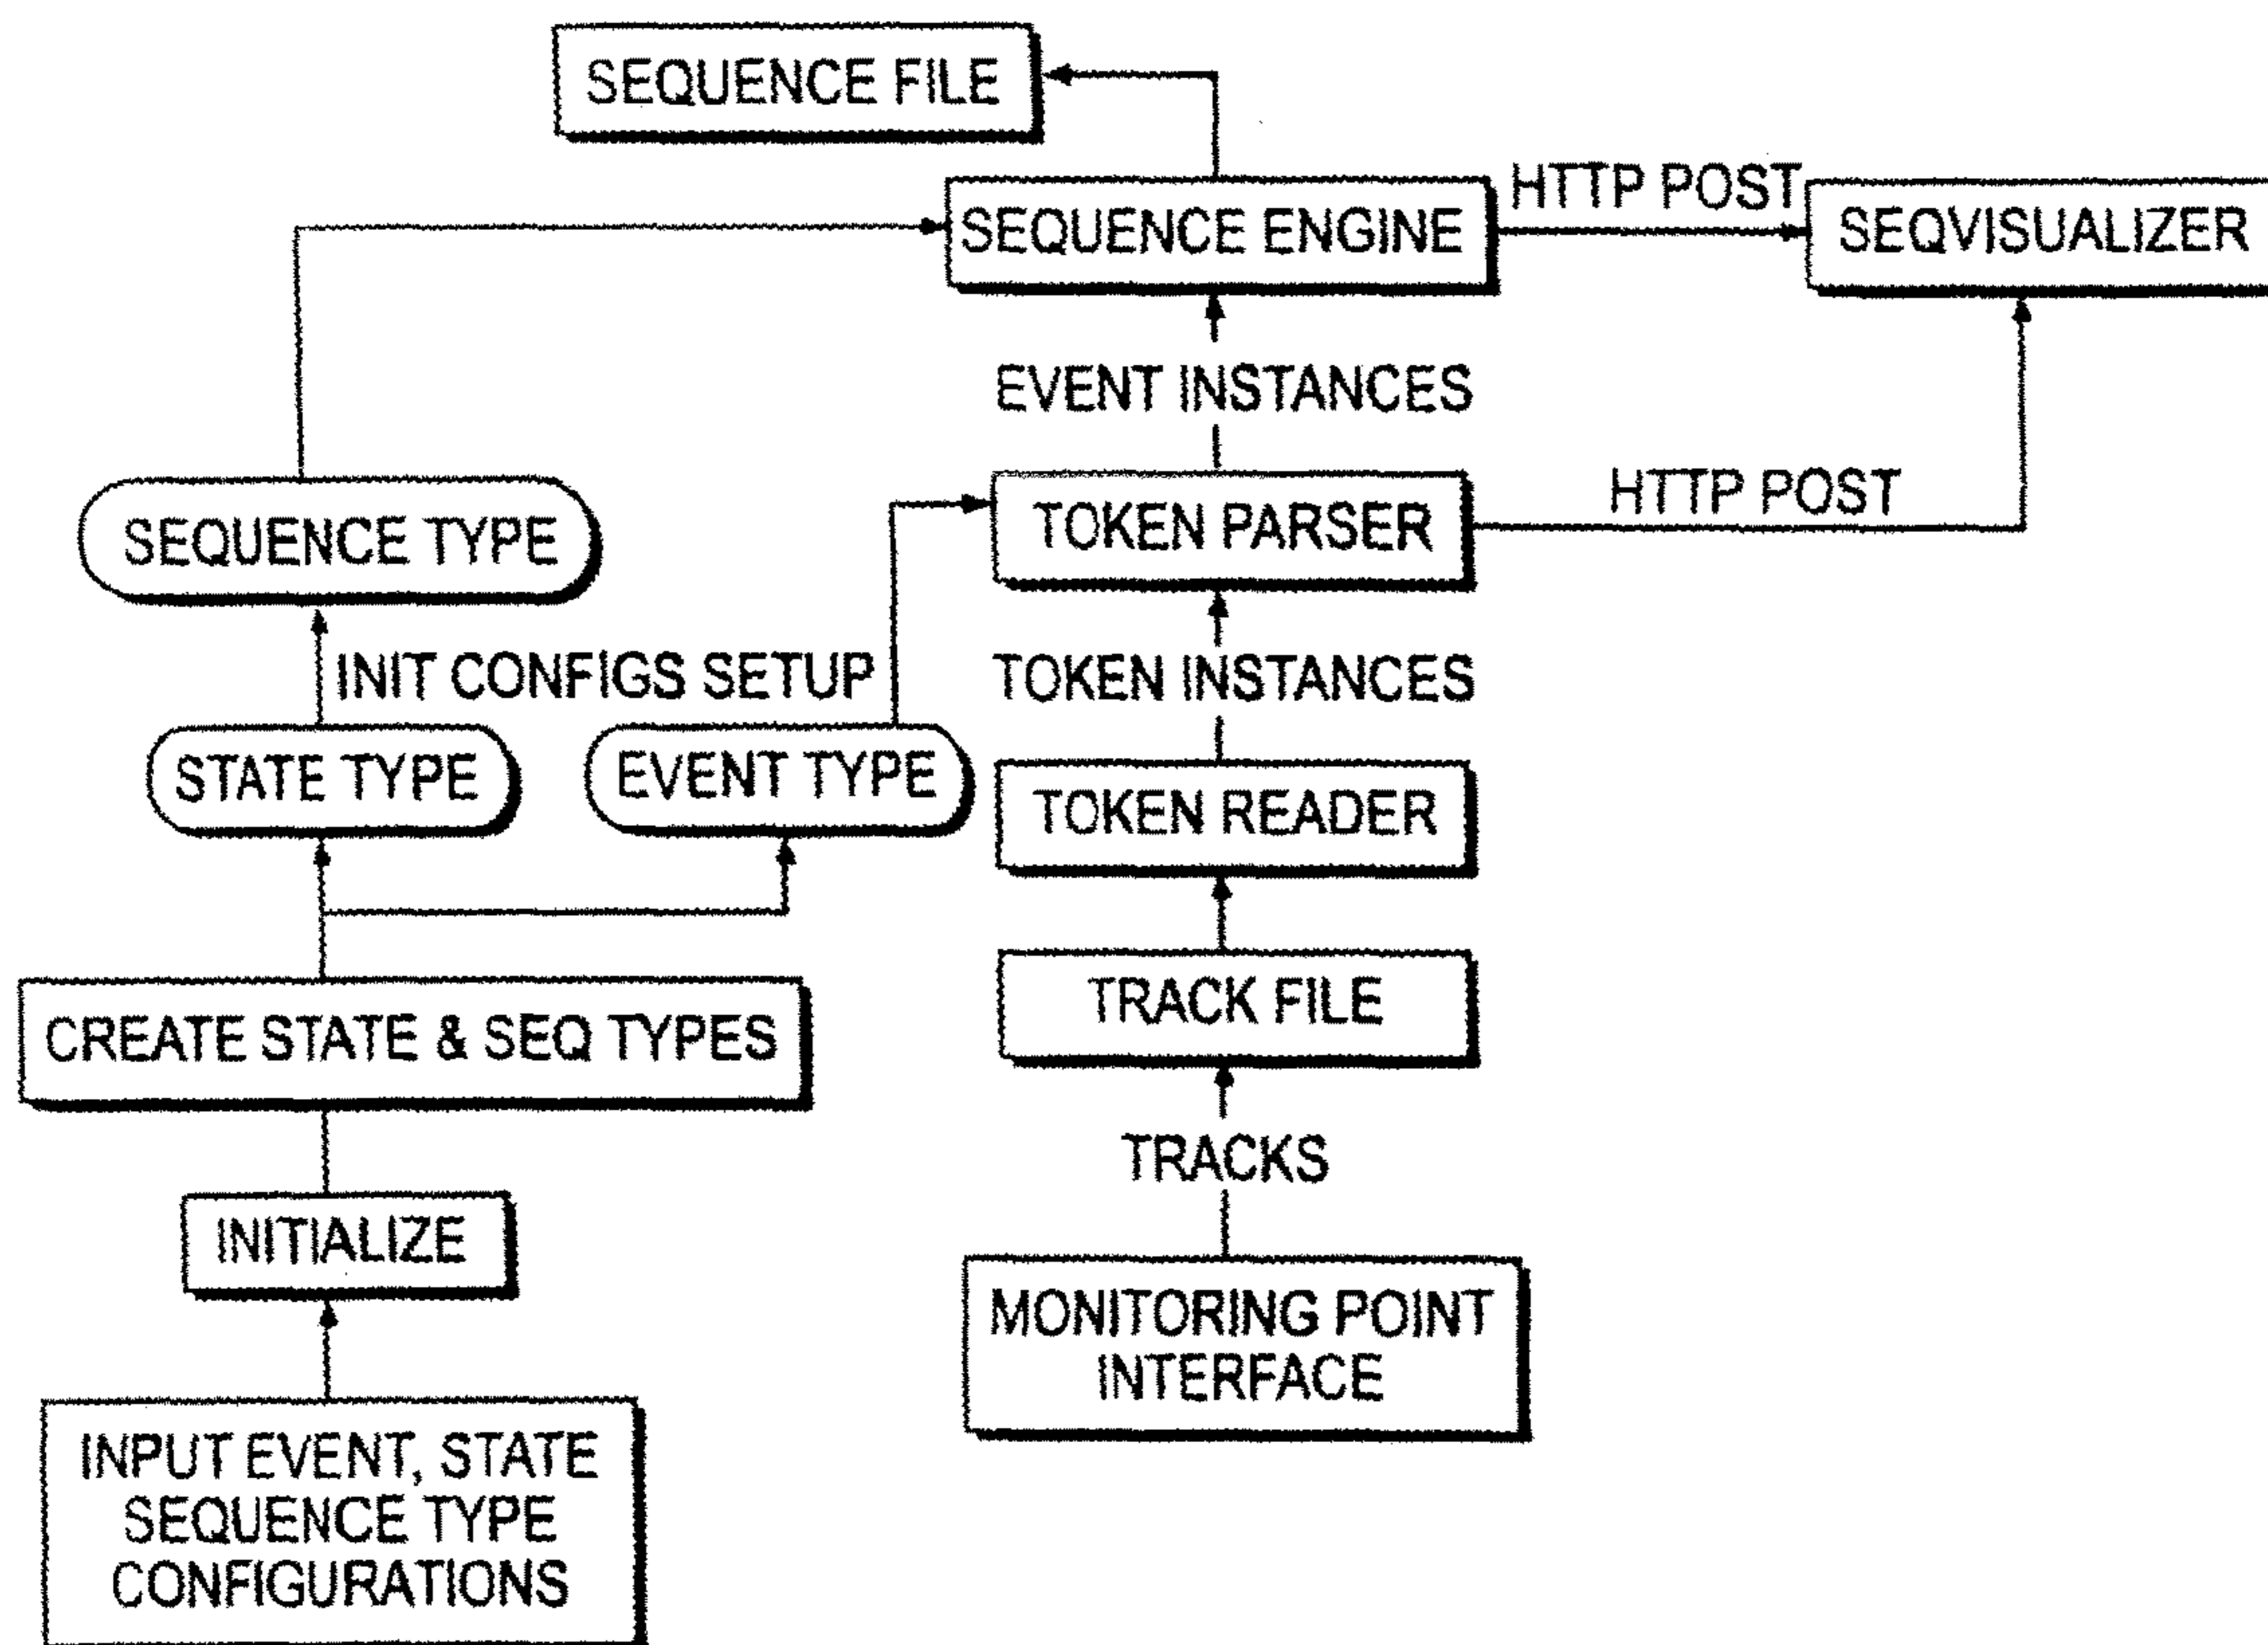 SEQUENCE FILE
HTTP POST
SEQUENCE ENGINE
SEQVISUALIZER
EVENT INSTANCES
HTTP POST
SEQUENCE TYPE
TOKEN PARSER
INIT CONFIGS SETUP
TOKEN INSTANCES
STATE TYPE
EVENT TYPE
TOKEN READER
TRACK FILE
CREATE STATE & SEQ TYPES
TRACKS
INITIALIZE
MONITORING POINT
INTERFACE
INPUT EVENT, STATE
SEQUENCE TYPE
CONFIGURATIONS